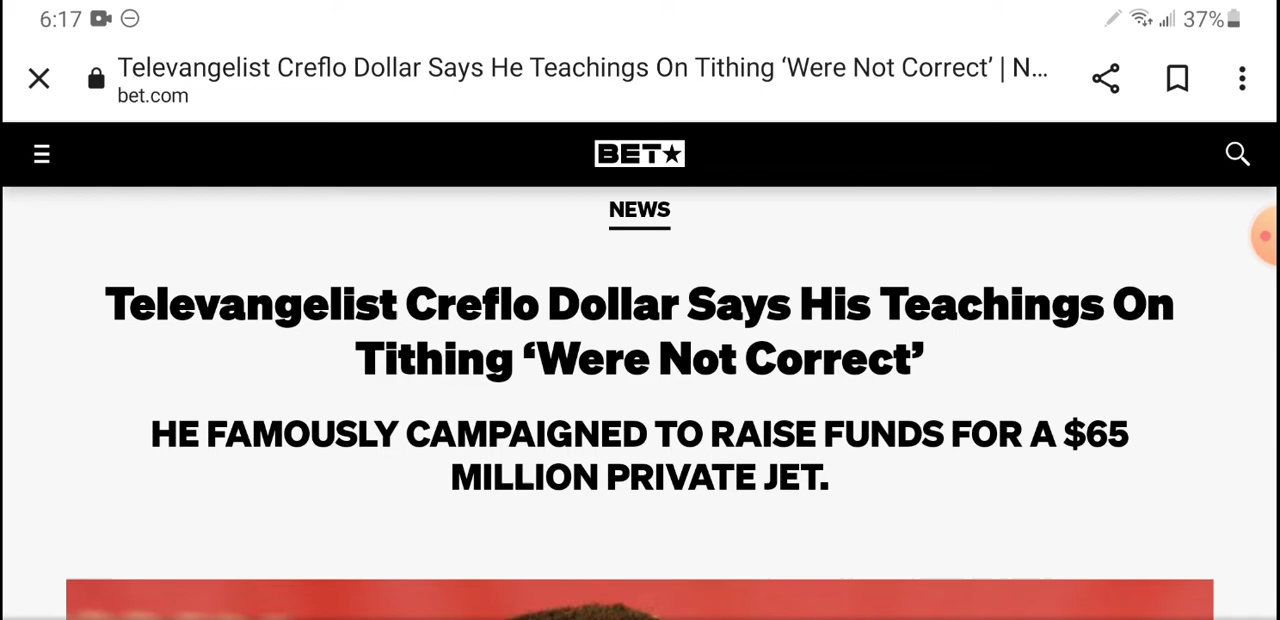 6:17 37%
Televangelist Creflo Dollar Says He Teachings On Tithing ‘Were Not Correct’ | N...
bet.com
BET
NEWS
Televangelist Creflo Dollar Says His Teachings On
Tithing ‘Were Not Correct’
HE FAMOUSLY CAMPAIGNED TO RAISE FUNDS FOR A $65
MILLION PRIVATE JET.